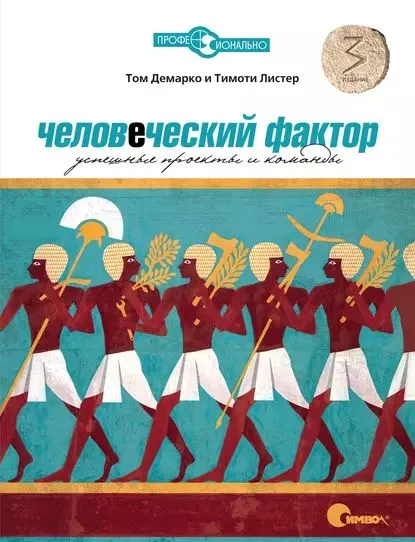 ПРОФЕССИОНАЛЬНО
3
ИЗДАНИЕ
Том Демарко и Тимоти Листер
человеческий фактор
успешные проекты и команды
СИМВОЛ®